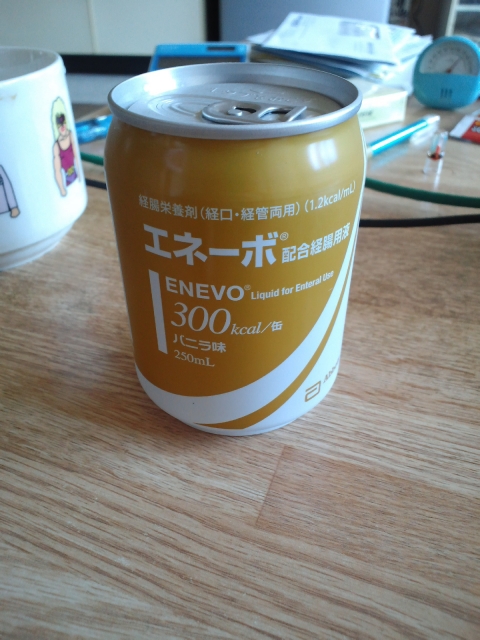 経腸栄養剤(経口・経管両用)(1.2kcal/mL)
エネーボ® 配合経腸用液
ENEVO® Liquid for Enteral Use
300kcal/缶
バニラ味
250mL